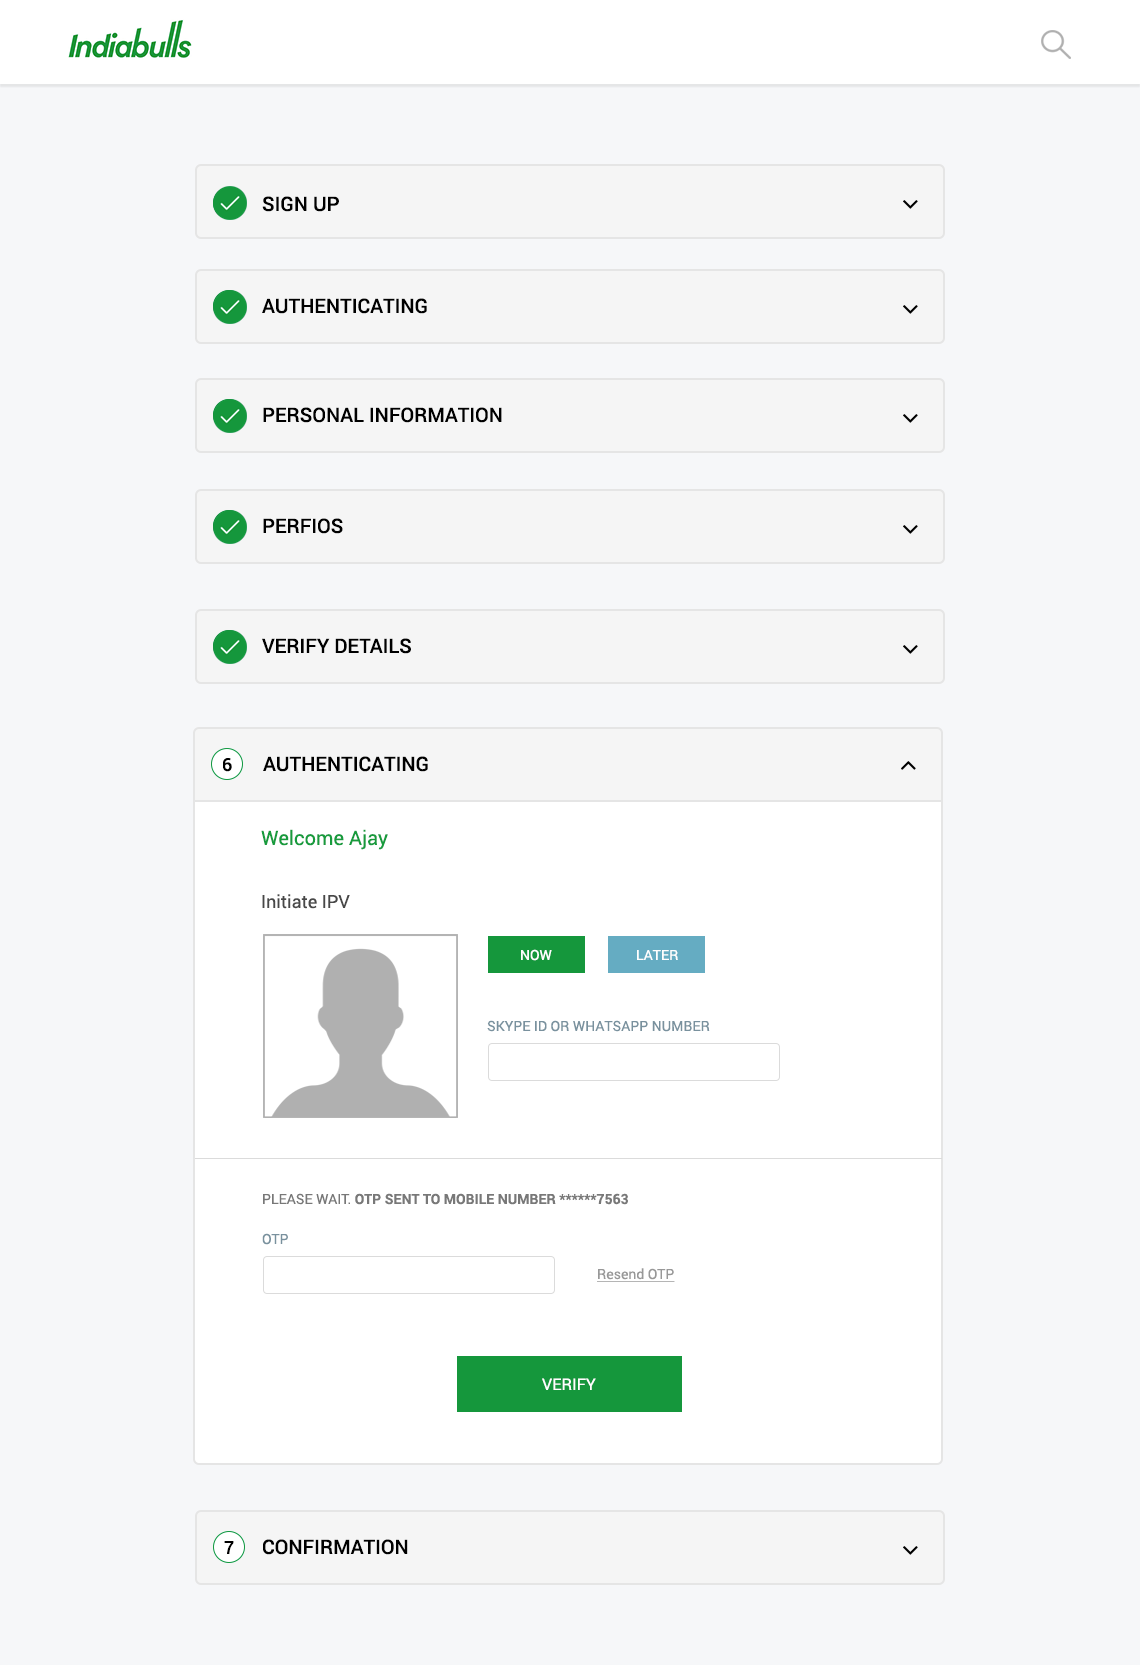 Indiabulls
SIGN UP
AUTHENTICATING
PERSONAL INFORMATION
PERFIOS
VERIFY DETAILS
6 AUTHENTICATING
Welcome Ajay
Initiate IPV
NOW LATER
SKYPE ID OR WHATSAPP NUMBER
PLEASE WAIT. OTP SENT TO MOBILE NUMBER ******7563
OTP
Resend OTP
VERIFY
7 CONFIRMATION